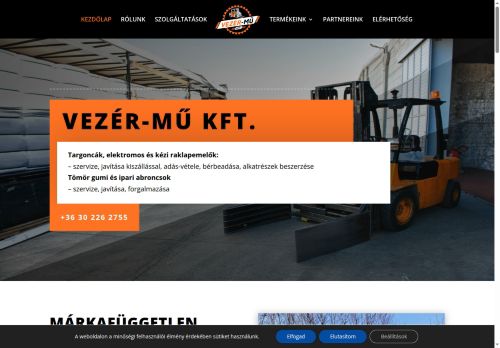 KEZDŐLAP RÓLUNK SZOLGÁLTATÁSOK VEZÉR-MŰ TERMÉKEINK PARTNEREINK ELÉRHETŐSÉG
VEZÉR-MŰ KFT.
Targoncák, elektromos és kézi raklapemelők:
– szervize, javítása kiszállással, adás-vétele, bérbeadása, alkatrészek beszerzése
Tömör gumi és ipari abroncsok
– szervize, javítása, forgalmazása
+36 30 226 2755
MÁRKAFÜGGETLEN
A weboldalon a minőségi felhasználói élmény érdekében sütiket használunk.
Elfogad
Elutasítom
Beállítások